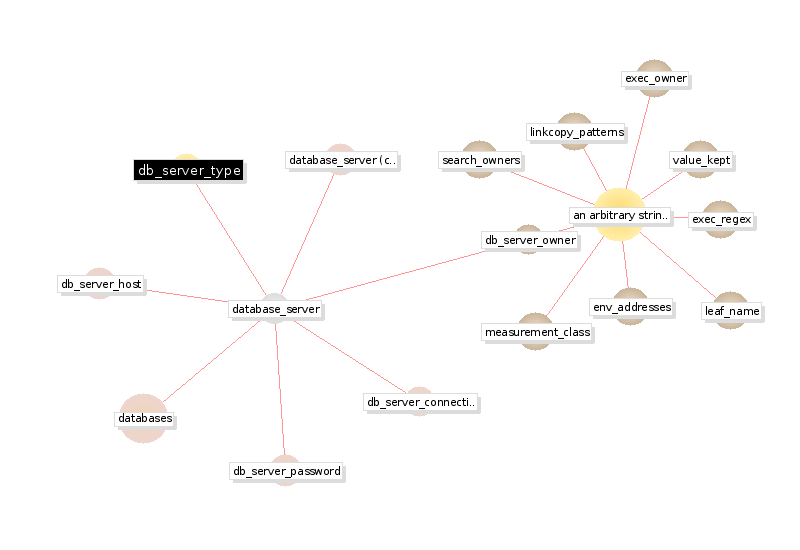 exec_owner
linkcopy_patterns
search_owners
database_server (c..
value_kept
db_server_type
an arbitrary strin..
exec_regex
db_server_owner
db_server_host
database_server
env_addresses
leaf_name
measurement_class
db_server_connecti..
databases
db_server_password